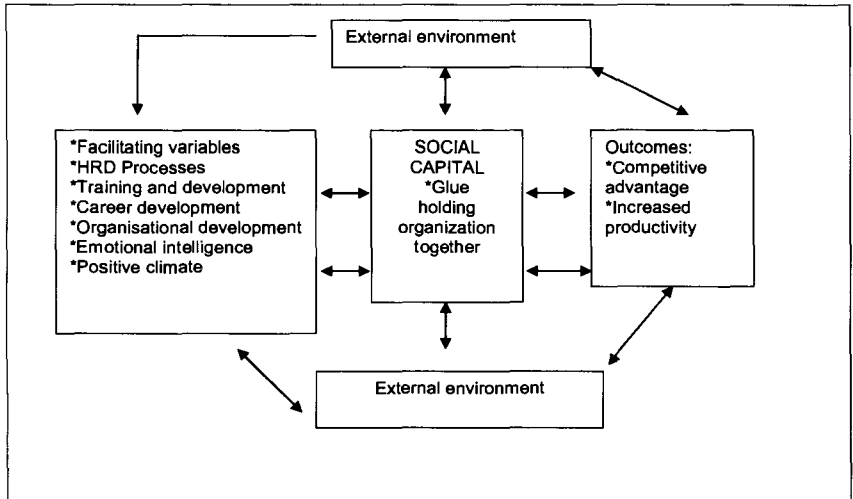 External environment
*Facilitating variables
*HRD Processes
*Training and development
*Career development
*Organisational development
*Emotional intelligence
*Positive climate
SOCIAL
CAPITAL
*Glue
holding
organization
together
Outcomes:
*Competitive
advantage
*Increased
productivity
External environment